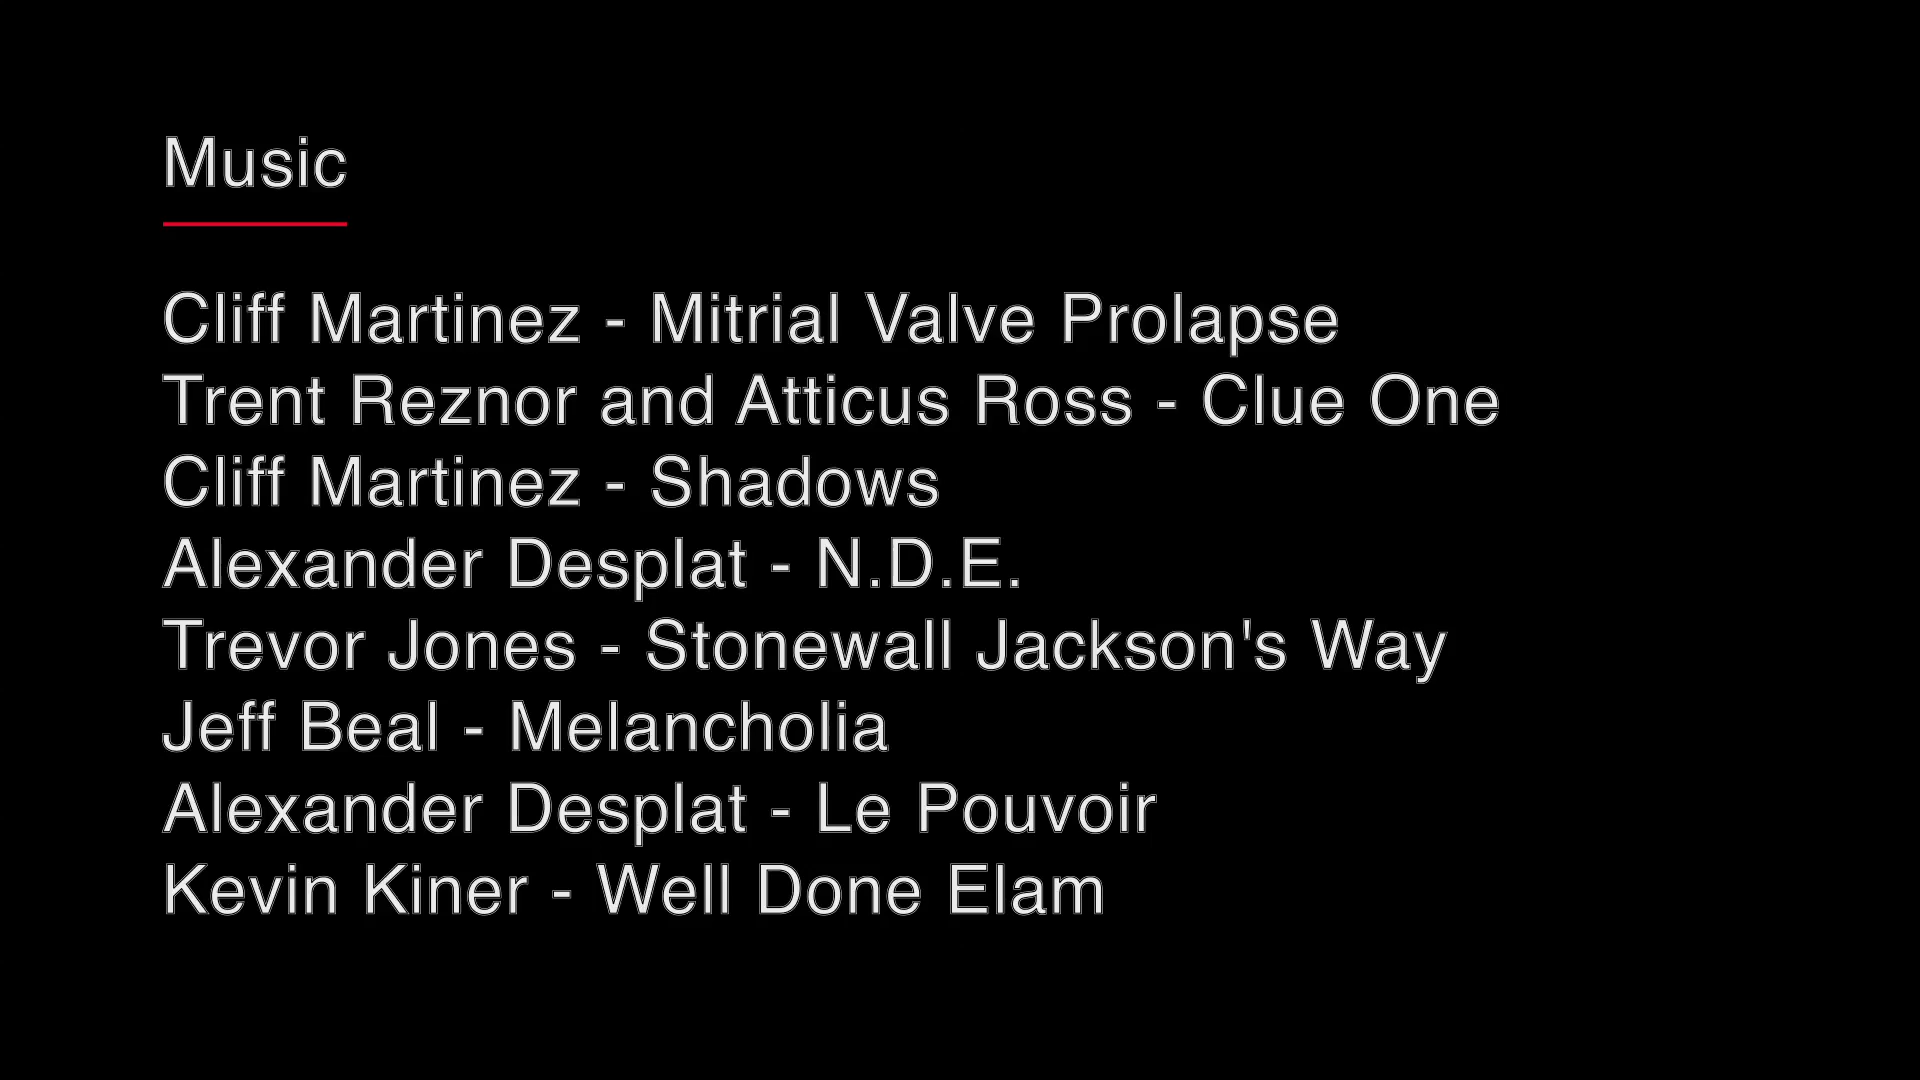 Music
Cliff Martinez - Mitrial Valve Prolapse
Trent Reznor and Atticus Ross - Clue One
Cliff Martinez - Shadows
Alexander Desplat - N.D.E.
Trevor Jones - Stonewall Jackson's Way
Jeff Beal - Melancholia
Alexander Desplat - Le Pouvoir
Kevin Kiner - Well Done Elam